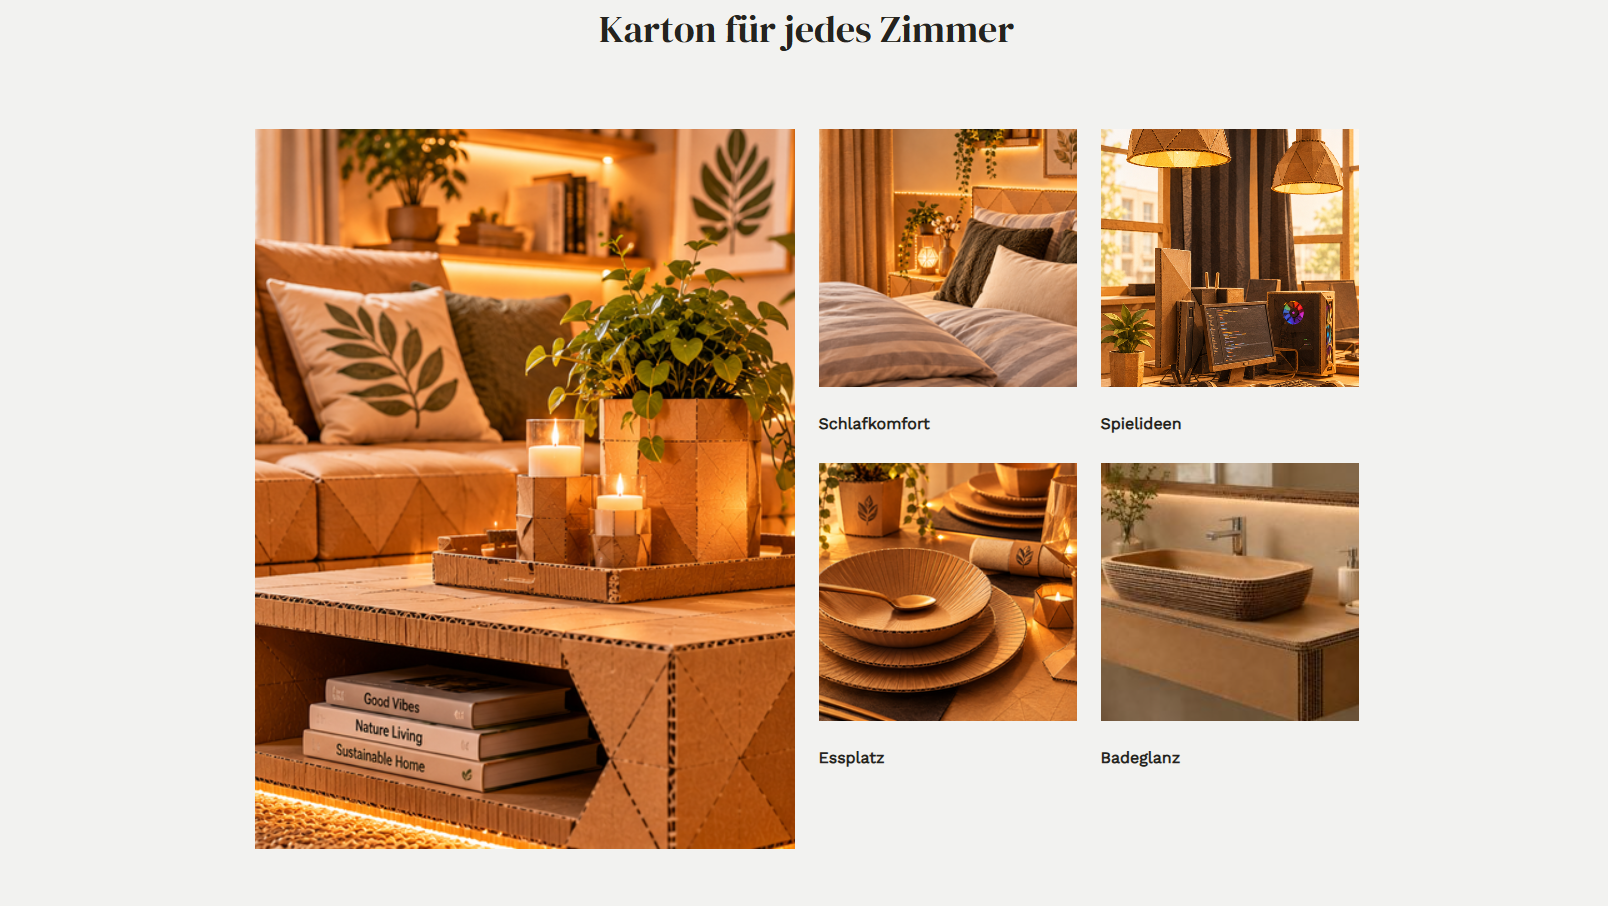 Karton für jedes Zimmer
Good Vibes
Nature Living
Sustainable Home
Schlafkomfort
Spielideen
Essplatz
Badeglanz